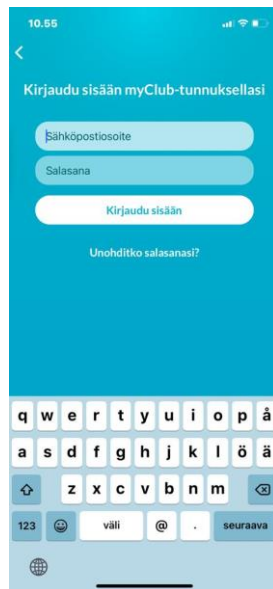 10.55
Kirjaudu sisään myClub-tunnuksellasi
Sähköpostiosoite
Salasana
Kirjaudu sisään
Unohditko salasanasi?
q w e r t y u i o p å
a s d f g h j k l ö ä
z x c v b n m
123 väli @ . seuraava